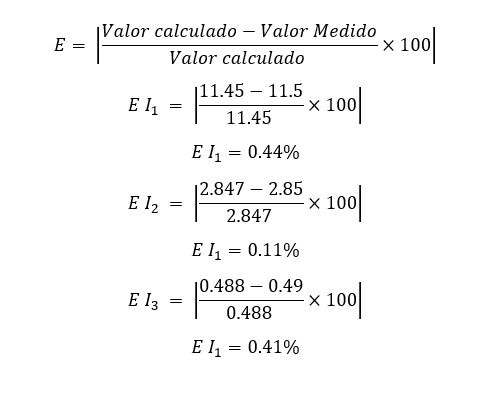 E = |(Valor calculado − Valor Medido)/(Valor calculado) × 100|
E I₁ = |(11.45 − 11.5)/(11.45) × 100|
E I₁ = 0.44%
E I₂ = |(2.847 − 2.85)/(2.847) × 100|
E I₁ = 0.11%
E I₃ = |(0.488 − 0.49)/(0.488) × 100|
E I₁ = 0.41%